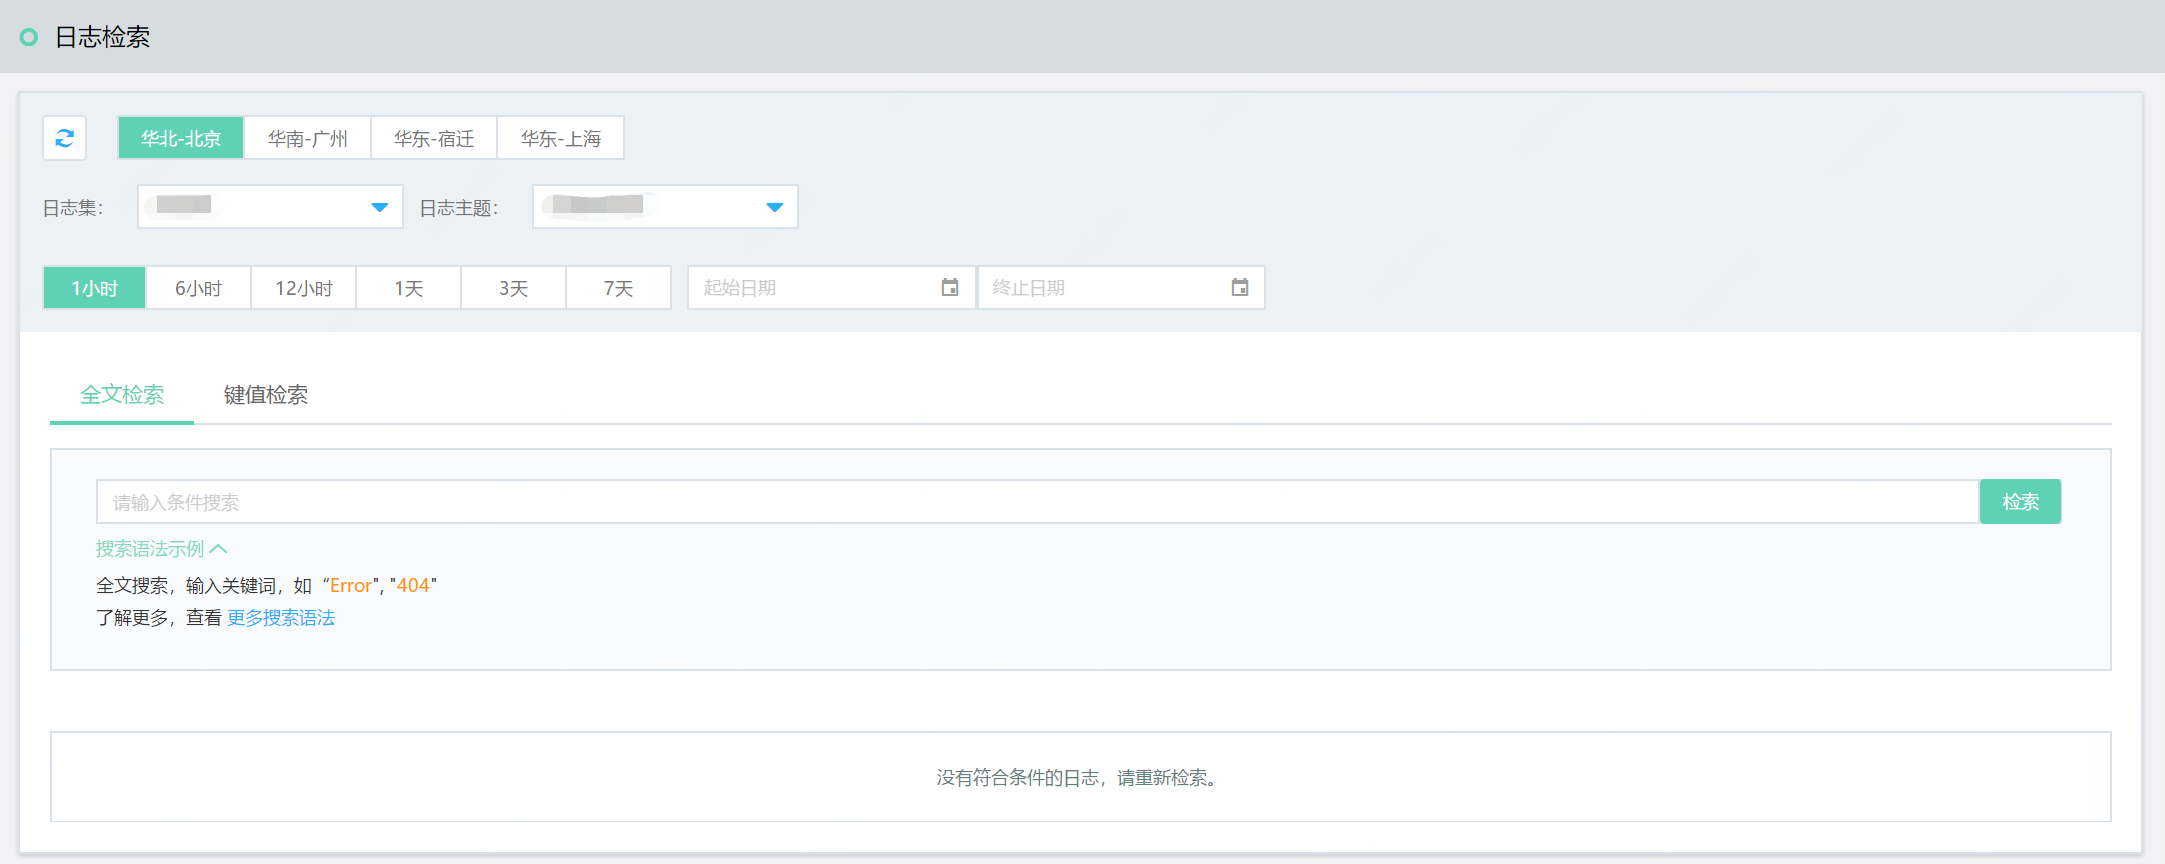 日志检索
华北-北京 华南-广州 华东-宿迁 华东-上海
日志集： 日志主题：
1小时 6小时 12小时 1天 3天 7天 起始日期 终止日期
全文检索 键值检索
请输入条件搜索 检索
搜索语法示例
全文搜索，输入关键词，如“Error","404"
了解更多，查看 更多搜索语法
没有符合条件的日志，请重新检索。